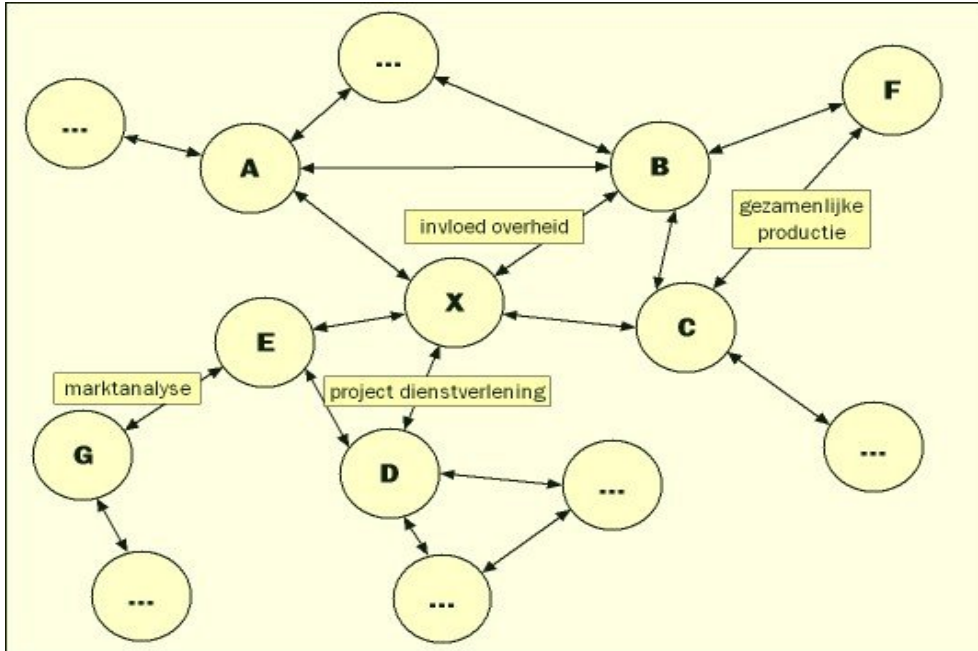 ...
...
F
A
B
gezamenlijke
productie
invloed overheid
X
C
E
marktanalyse
project dienstverlening
G
D
...
...
...
...